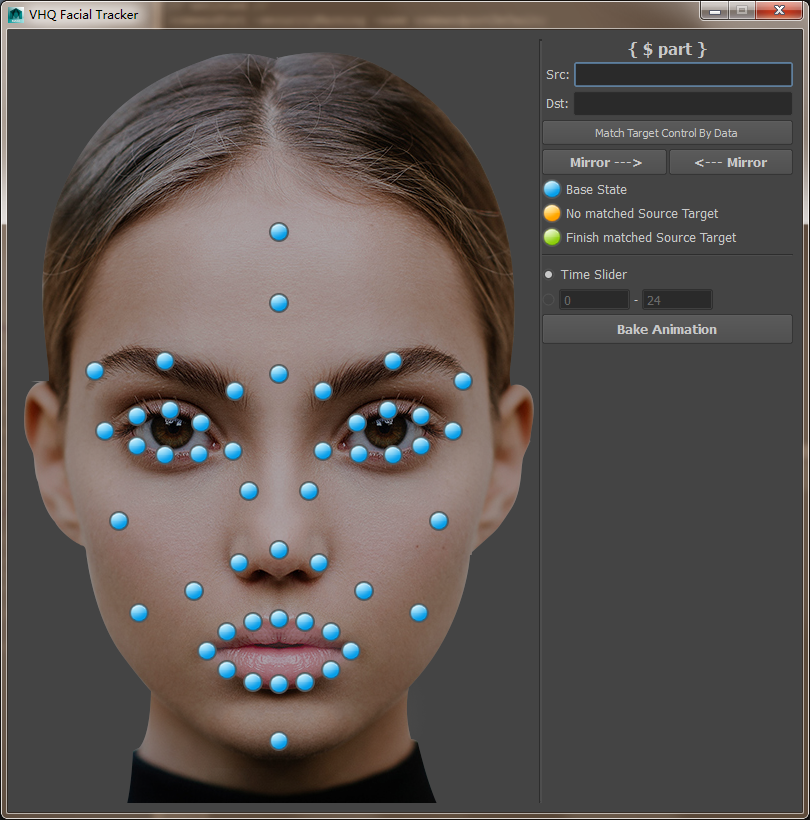 VHQ Facial Tracker
{ $ part }
Src:
Dst:
Match Target Control By Data
Mirror ---> <--- Mirror
Base State
No matched Source Target
Finish matched Source Target
Time Slider
0 - 24
Bake Animation